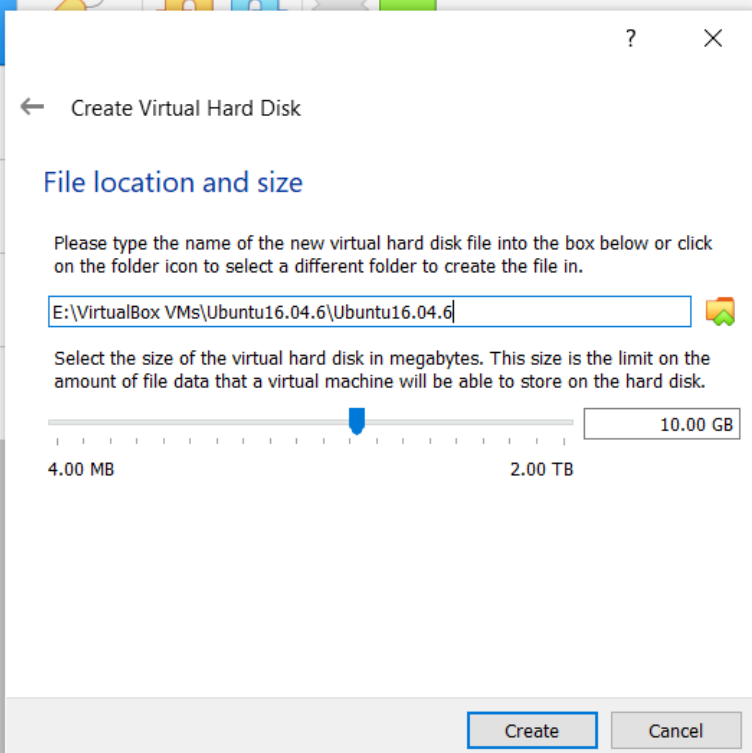 ?
Create Virtual Hard Disk
File location and size
Please type the name of the new virtual hard disk file into the box below or click
on the folder icon to select a different folder to create the file in.
E:\VirtualBox VMs\Ubuntu16.04.6\Ubuntu16.04.6
Select the size of the virtual hard disk in megabytes. This size is the limit on the
amount of file data that a virtual machine will be able to store on the hard disk.
10.00 GB
4.00 MB 2.00 TB
Create Cancel